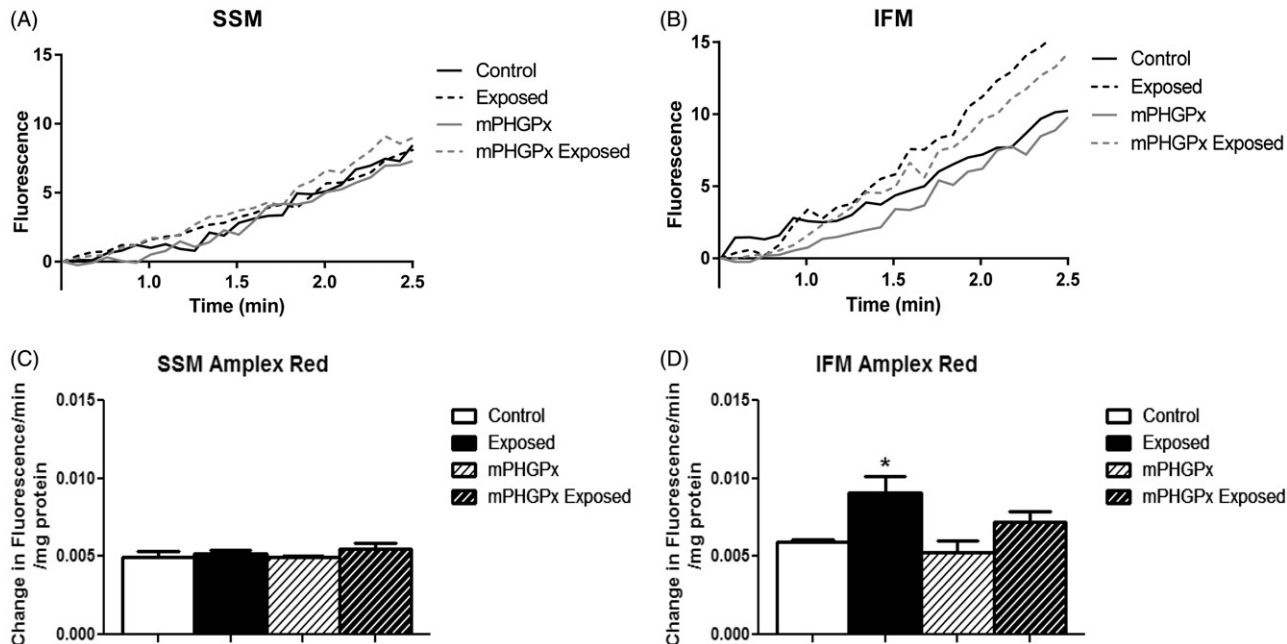 (A)
SSM
15
10
5
0
Fluorescence
1.0
1.5
2.0
2.5
Time (min)
Control
Exposed
mPHGPx
mPHGPx Exposed
(B)
IFM
15
10
5
0
Fluorescence
1.0
1.5
2.0
2.5
Time (min)
Control
Exposed
mPHGPx
mPHGPx Exposed
(C)
SSM Amplex Red
Change in Fluorescence/min
/mg protein
0.015
0.010
0.005
0.000
Control
Exposed
mPHGPx
mPHGPx Exposed
(D)
IFM Amplex Red
Change in Fluorescence/min
/mg protein
0.015
0.010
0.005
0.000
*
Control
Exposed
mPHGPx
mPHGPx Exposed